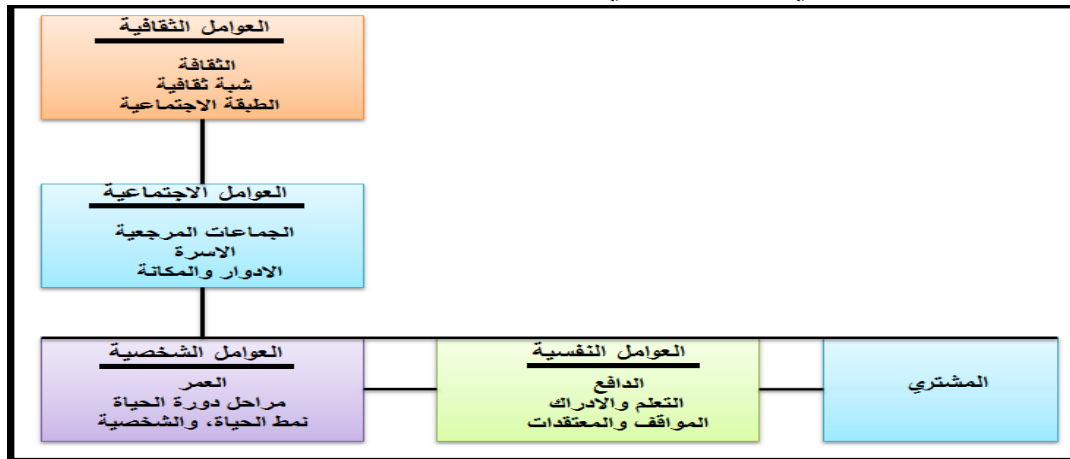 العوامل الثقافية
الثقافة
شبة ثقافية
الطبقة الاجتماعية
العوامل الاجتماعية
الجماعات المرجعية
الاسرة
الادوار والمكانة
العوامل الشخصية
العمر
مراحل دورة الحياة
نمط الحياة، والشخصية
العوامل النفسية
الدافع
التعلم والادراك
المواقف والمعتقدات
المشتري